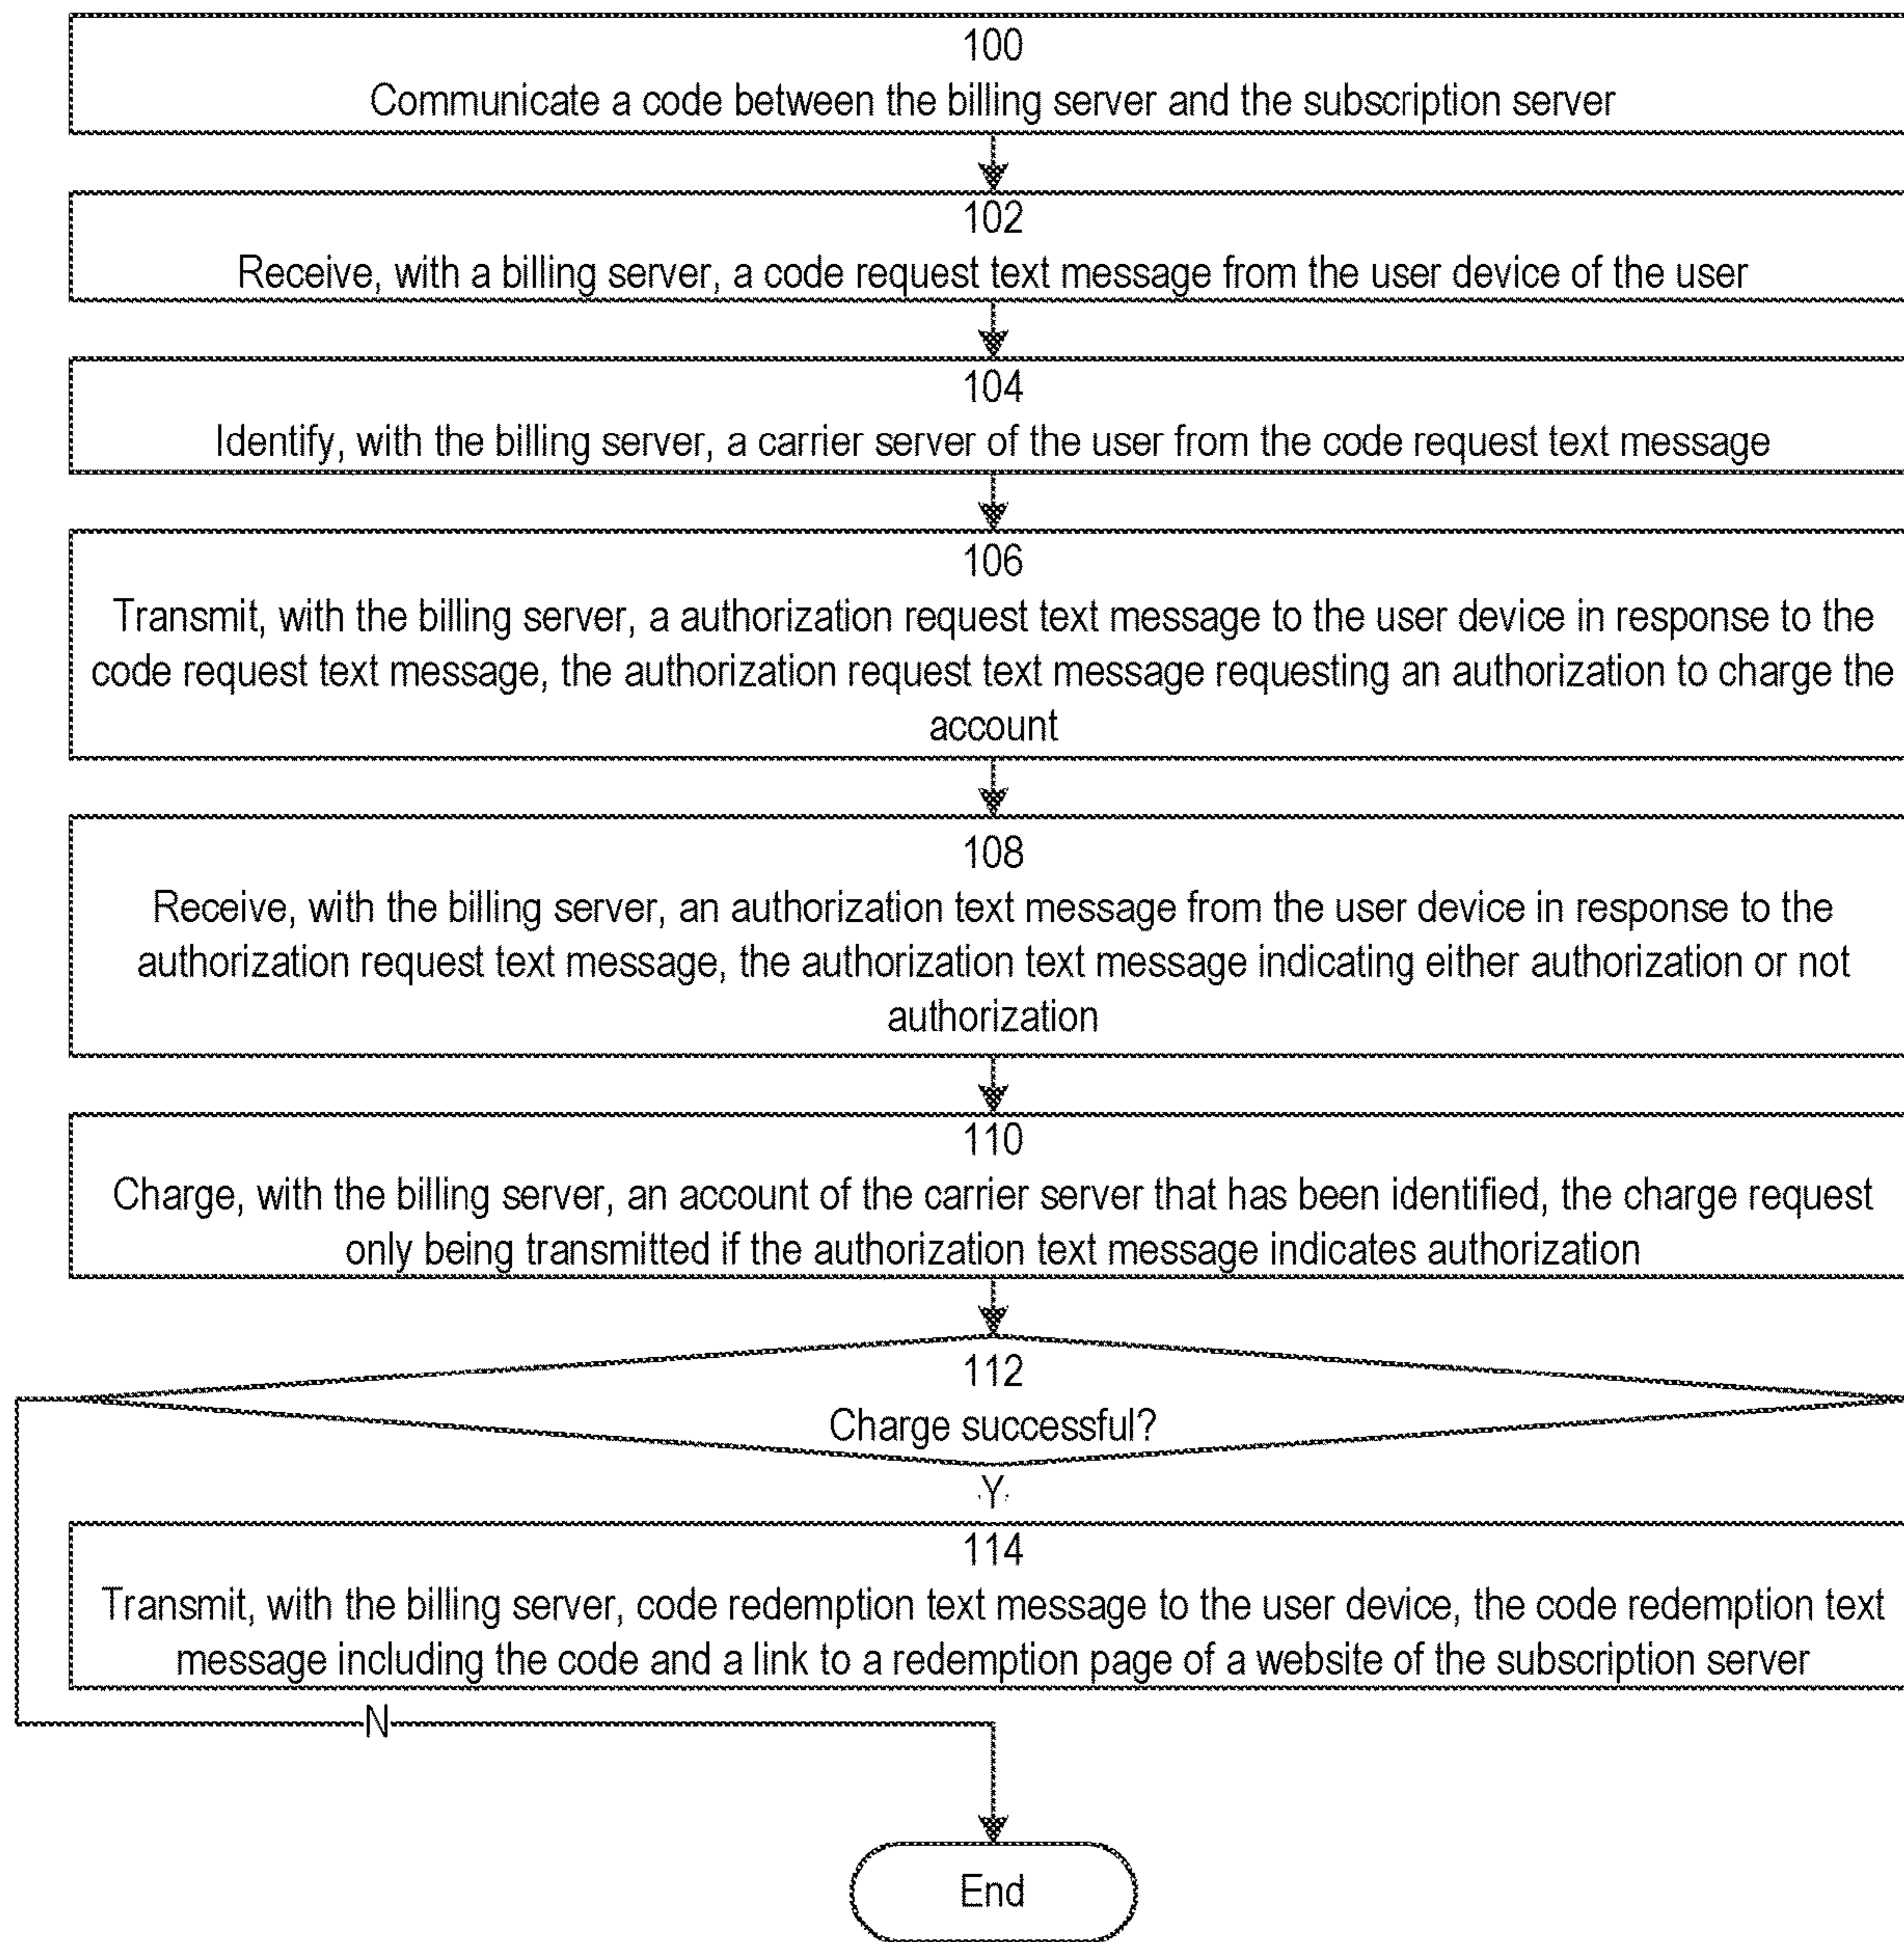 100
Communicate a code between the billing server and the subscription server
102
Receive, with a billing server, a code request text message from the user device of the user
104
Identify, with the billing server, a carrier server of the user from the code request text message
106
Transmit, with the billing server, a authorization request text message to the user device in response to the
code request text message, the authorization request text message requesting an authorization to charge the
account
108
Receive, with the billing server, an authorization text message from the user device in response to the
authorization request text message, the authorization text message indicating either authorization or not
authorization
110
Charge, with the billing server, an account of the carrier server that has been identified, the charge request
only being transmitted if the authorization text message indicates authorization
112
Charge successful?
Y
114
Transmit, with the billing server, code redemption text message to the user device, the code redemption text
message including the code and a link to a redemption page of a website of the subscription server
N
End